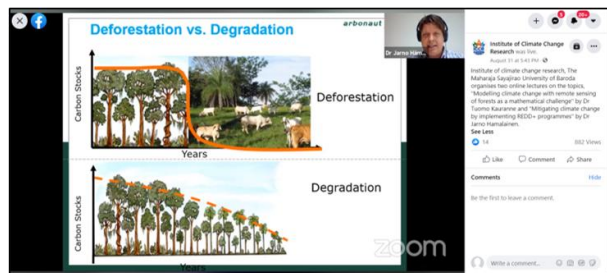 Deforestation vs. Degradation
arbonaut
Dr Jarno Häm
Carbon Stocks
Deforestation
Years
Degradation
Carbon Stocks
Years
zoom
8
20+
Institute of Climate Change
Research was live.
August 31 at 5:43 PM
Institute of climate change research, The
Maharaja Sayajirao University of Baroda
organises two online lectures on the topics,
"Modelling climate change with remote sensing
of forests as a mathematical challenge" by Dr
Tuomo Kauranne and "Mitigating climate change
by implementing REDD+ programmes" by Dr
Jarno Hamalainen.
See Less
14
882 Views
Like Comment Share
Comments Hide
Be the first to leave a comment.
Write a comment...